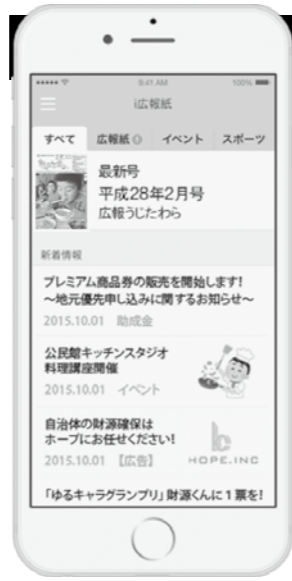 9:41 AM
100%
i広報紙
すべて
広報紙
イベント
スポーツ
最新号
平成28年2月号
広報うじたわら
新着情報
プレミアム商品券の販売を開始します!
〜地元優先申し込みに関するお知らせ〜
2015.10.01 助成金
公民館キッチンスタジオ
料理講座開催
2015.10.01 イベント
自治体の財源確保は
ホープにお任せください!
2015.10.01 【広告】
HOPE.INC
「ゆるキャラグランプリ」財源くんに1票を!